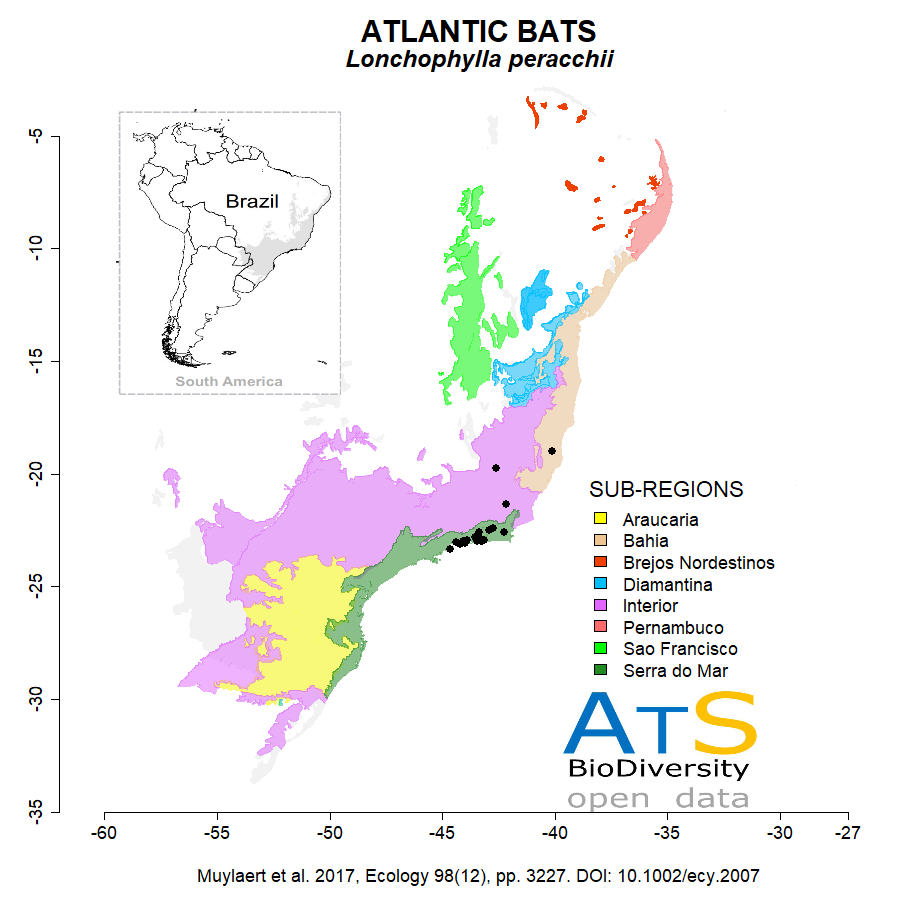 ATLANTIC BATS
Lonchophylla peracchii
Brazil
South America
-5
-10
-15
-20
-25
-30
-35
SUB-REGIONS
Araucaria
Bahia
Brejos Nordestinos
Diamantina
Interior
Pernambuco
Sao Francisco
Serra do Mar
ATS
BioDiversity
open data
-60 -55 -50 -45 -40 -35 -30 -27
Muylaert et al. 2017, Ecology 98(12), pp. 3227. DOI: 10.1002/ecy.2007